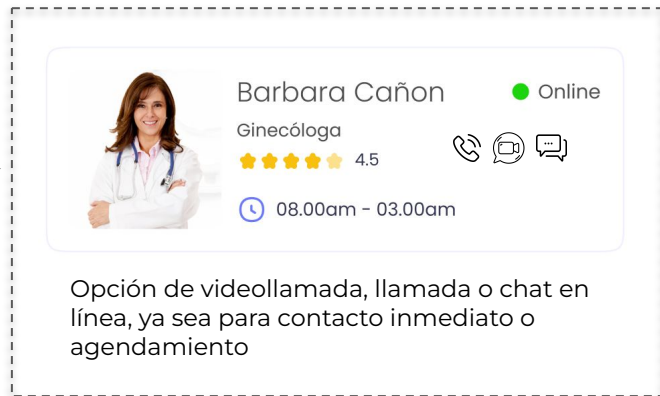 Barbara Cañon
Online
Ginecóloga
4.5
08.00am - 03.00am
Opción de videollamada, llamada o chat en
línea, ya sea para contacto inmediato o
agendamiento